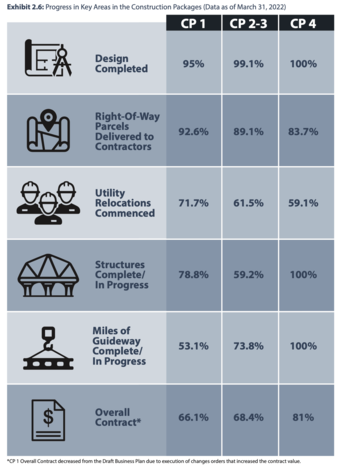 Exhibit 2.6: Progress in Key Areas in the Construction Packages (Data as of March 31, 2022)
CP 1 CP 2-3 CP 4
Design
Completed
95% 99.1% 100%
Right-Of-Way
Parcels
Delivered to
Contractors
92.6% 89.1% 83.7%
Utility
Relocations
Commenced
71.7% 61.5% 59.1%
Structures
Complete/
In Progress
78.8% 59.2% 100%
Miles of
Guideway
Complete/
In Progress
53.1% 73.8% 100%
$
Overall
Contract*
66.1% 68.4% 81%
*CP 1 Overall Contract decreased from the Draft Business Plan due to execution of changes orders that increased the contract value.